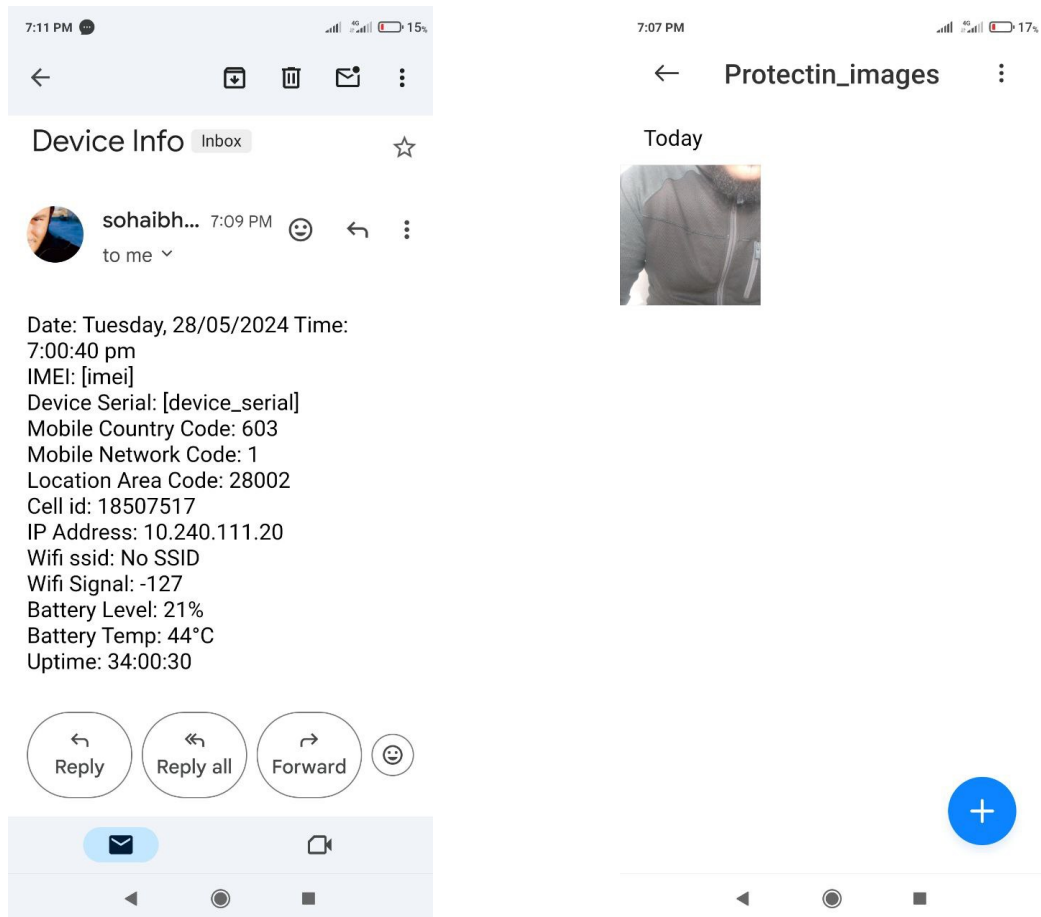 7:11 PM
4G
15%
Device Info Inbox
sohaibh... 7:09 PM
to me
Date: Tuesday, 28/05/2024 Time:
7:00:40 pm
IMEI: [imei]
Device Serial: [device_serial]
Mobile Country Code: 603
Mobile Network Code: 1
Location Area Code: 28002
Cell id: 18507517
IP Address: 10.240.111.20
Wifi ssid: No SSID
Wifi Signal: -127
Battery Level: 21%
Battery Temp: 44°C
Uptime: 34:00:30
Reply
Reply all
Forward
7:07 PM
4G
17%
Protectin_images
Today